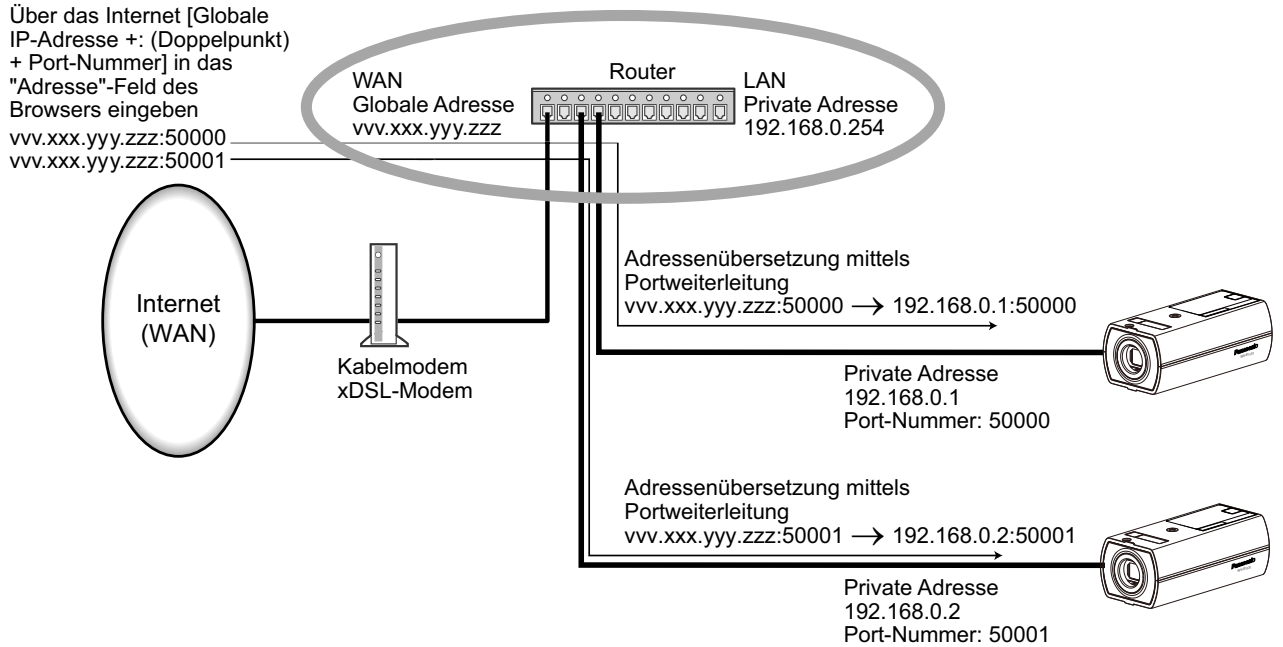 Über das Internet [Globale
IP-Adresse +: (Doppelpunkt)
+ Port-Nummer] in das
"Adresse"-Feld des
Browsers eingeben
vvv.xxx.yyy.zzz:50000
vvv.xxx.yyy.zzz:50001
WAN
Globale Adresse
vvv.xxx.yyy.zzz
Router
LAN
Private Adresse
192.168.0.254
Internet
(WAN)
Kabelmodem
xDSL-Modem
Adressenübersetzung mittels
Portweiterleitung
vvv.xxx.yyy.zzz:50000 → 192.168.0.1:50000
Panasonic
Private Adresse
192.168.0.1
Port-Nummer: 50000
Adressenübersetzung mittels
Portweiterleitung
vvv.xxx.yyy.zzz:50001 → 192.168.0.2:50001
Panasonic
Private Adresse
192.168.0.2
Port-Nummer: 50001